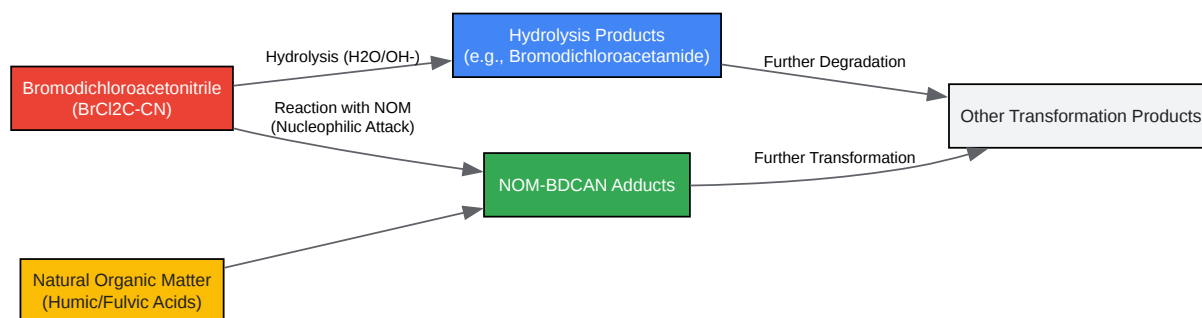 Hydrolysis Products
(e.g., Bromodichloroacetamide)
Hydrolysis (H2O/OH-)
Further Degradation
Bromodichloroacetonitrile
(BrCl2C-CN)
Reaction with NOM
(Nucleophilic Attack)
Other Transformation Products
Further Transformation
NOM-BDCAN Adducts
Natural Organic Matter
(Humic/Fulvic Acids)